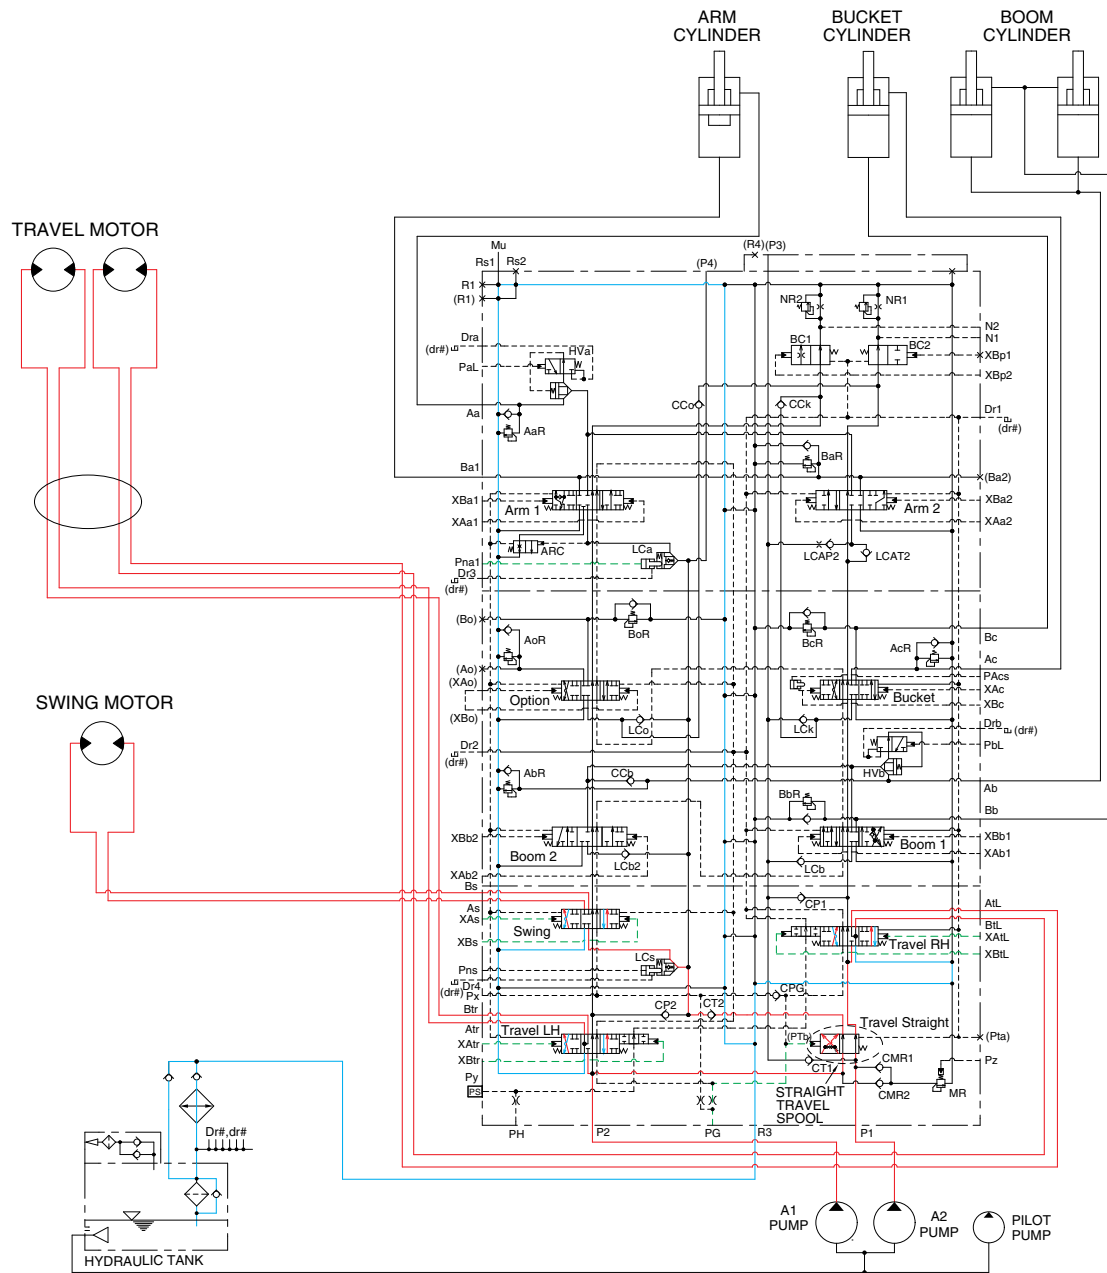 ARM
CYLINDER
BUCKET
CYLINDER
BOOM
CYLINDER
TRAVEL MOTOR
Mu
Rs1
Rs2
(R4)
(P3)
(P4)
R1
(R1)
NR2
NR1
N2
N1
Dra
(dr#)
HVa
BC1
BC2
XBp1
PaL
XBp2
CCo
CCk
Aa
Dr1
(dr#)
AaR
BaR
Ba1
(Ba2)
XBa1
Arm 1
Arm 2
XBa2
XAa1
XAa2
ARC
LCa
LCAP2
LCAT2
Pna1
Dr3
(dr#)
(Bo)
BoR
BcR
Bc
AoR
AcR
Ac
(Ao)
PAcs
(XAo)
XAc
Option
Bucket
XBc
(XBo)
LCo
LCk
Drb
(dr#)
Dr2
(dr#)
PbL
HVb
SWING MOTOR
AbR
CCb
Ab
BbR
Bb
XBb2
XBb1
Boom 2
Boom 1
XAb1
LCb2
LCb
XAb2
Bs
CP1
As
AtL
XAs
BtL
Swing
Travel RH
XAtL
XBs
XBtL
LCs
Pns
Dr4
(dr#)
Px
CPG
Btr
CP2
CT2
Travel Straight
Atr
Travel LH
(PTb)
(Pta)
XAtr
XBtr
CT1
CMR1
Pz
Py
STRAIGHT
TRAVEL
SPOOL
CMR2
MR
PS
PH
P2
PG
R3
P1
Dr#,dr#
A1
PUMP
A2
PUMP
PILOT
PUMP
HYDRAULIC TANK